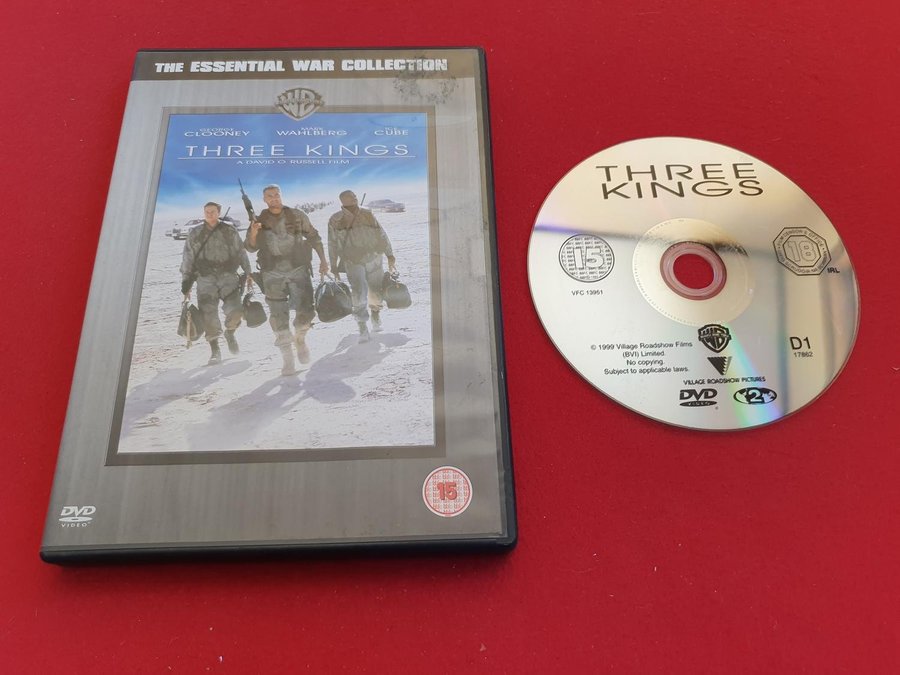 THE ESSENTIAL WAR COLLECTION
WB
GEORGE CLOONEY
MARK WAHLBERG
ICE CUBE
THREE KINGS
A DAVID O. RUSSELL FILM
15
DVD
VIDEO
THREE
KINGS
15
18
IRL
VFC 13951
© 1999 Village Roadshow Films
(BVI) Limited.
No copying.
Subject to applicable laws.
D1
17862
VILLAGE ROADSHOW PICTURES
DVD
VIDEO
2